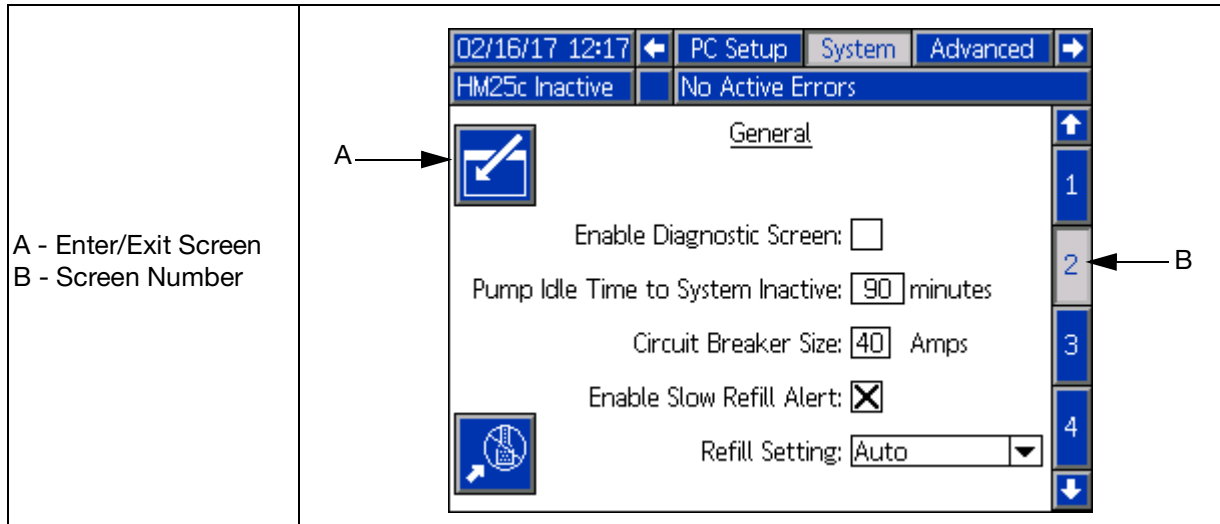 A - Enter/Exit Screen
B - Screen Number
02/16/17 12:17 PC Setup System Advanced
HM25c Inactive No Active Errors
A
General
1
Enable Diagnostic Screen:
2
B
Pump Idle Time to System Inactive: 90 minutes
Circuit Breaker Size: 40 Amps
3
Enable Slow Refill Alert: X
4
Refill Setting: Auto